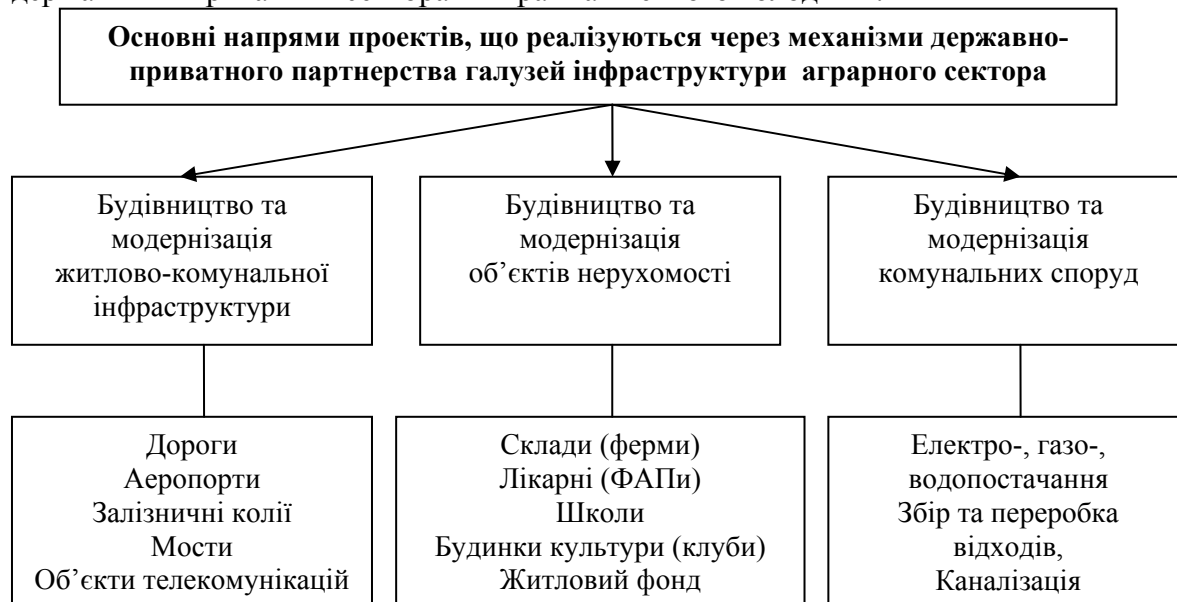 Основні напрями проектів, що реалізуються через механізми державно-
приватного партнерства галузей інфраструктури аграрного сектора
Будівництво та
модернізація
житлово-комунальної
інфраструктури
Будівництво та
модернізація
об’єктів нерухомості
Будівництво та
модернізація
комунальних споруд
Дороги
Аеропорти
Залізничні колії
Мости
Об’єкти телекомунікацій
Склади (ферми)
Лікарні (ФАПи)
Школи
Будинки культури (клуби)
Житловий фонд
Електро-, газо-,
водопостачання
Збір та переробка
відходів,
Каналізація